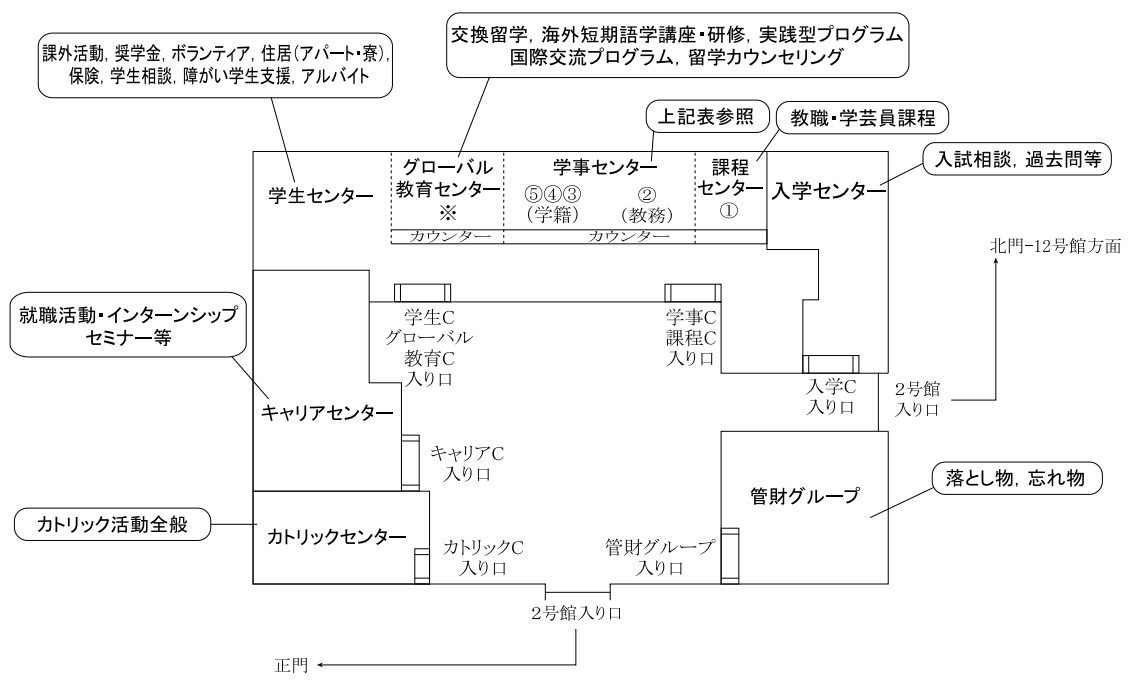 交換留学, 海外短期語学講座・研修, 実践型プログラム
国際交流プログラム, 留学カウンセリング
課外活動, 奨学金, ボランティア, 住居(アパート・寮),
保険, 学生相談, 障がい学生支援, アルバイト
上記表参照
教職・学芸員課程
入試相談, 過去問等
学生センター
グローバル
教育センター
※
カウンター
学事センター
⑤④③
(学籍)
②
(教務)
カウンター
課程
センター
①
入学センター
北門-12号館方面
就職活動・インターンシップ
セミナー等
学生C
グローバル
教育C
入り口
学事C
課程C
入り口
入学C
入り口
2号館
入り口
キャリアセンター
キャリアC
入り口
管財グループ
落とし物, 忘れ物
カトリック活動全般
カトリックセンター
カトリックC
入り口
管財グループ
入り口
2号館入り口
正門